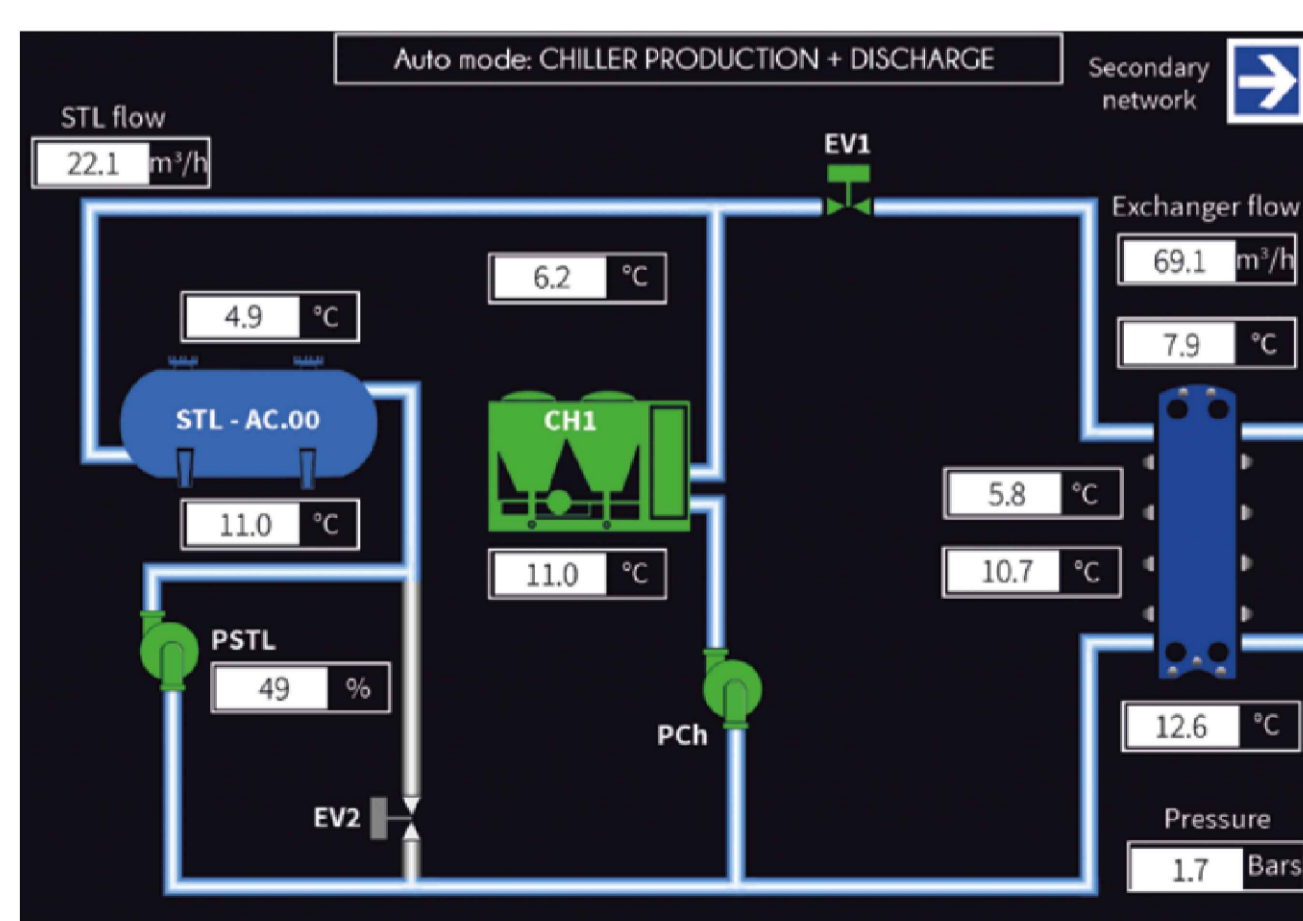 Auto mode: CHILLER PRODUCTION + DISCHARGE
Secondary
network
STL flow
22.1 m³/h
EV1
Exchanger flow
69.1 m³/h
6.2 °C
4.9 °C
7.9 °C
STL - AC.00
CH1
5.8 °C
11.0 °C
11.0 °C
10.7 °C
PSTL
49 %
PCh
12.6 °C
EV2
Pressure
1.7 Bars